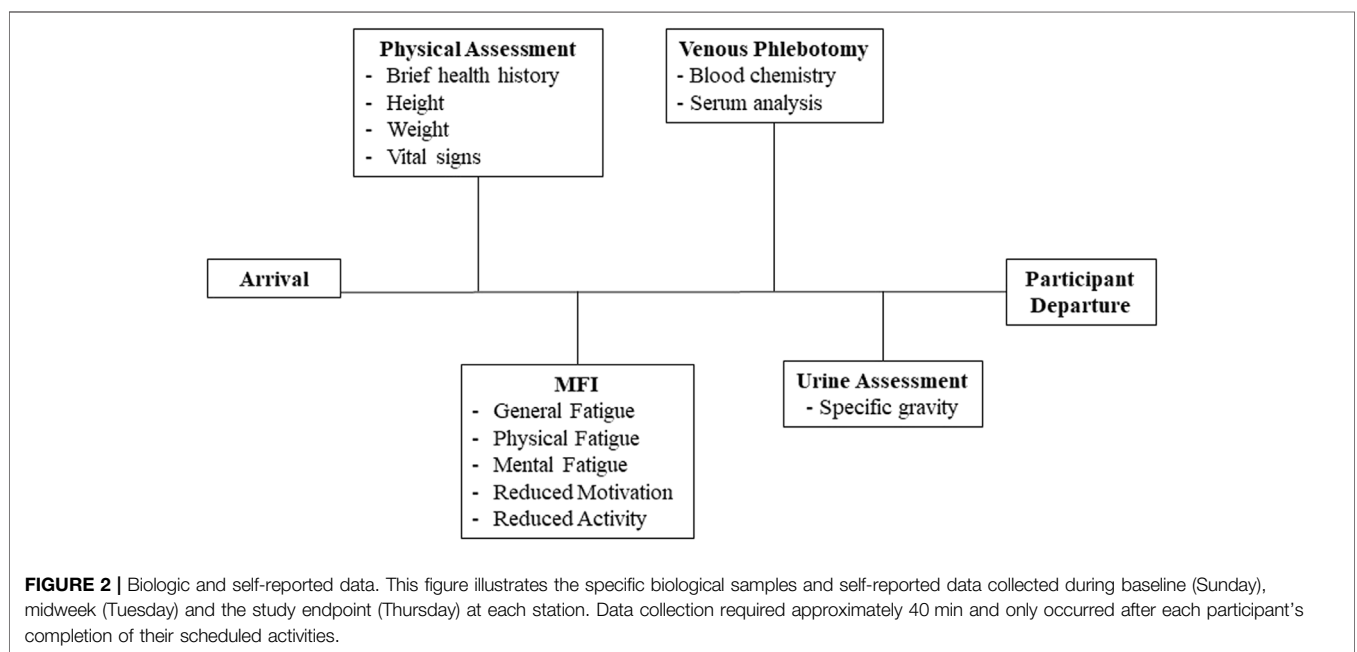 Physical Assessment
- Brief health history
- Height
- Weight
- Vital signs
Venous Phlebotomy
- Blood chemistry
- Serum analysis
Arrival
Participant
Departure
MFI
- General Fatigue
- Physical Fatigue
- Mental Fatigue
- Reduced Motivation
- Reduced Activity
Urine Assessment
- Specific gravity
FIGURE 2 | Biologic and self-reported data. This figure illustrates the specific biological samples and self-reported data collected during baseline (Sunday),
midweek (Tuesday) and the study endpoint (Thursday) at each station. Data collection required approximately 40 min and only occurred after each participant's
completion of their scheduled activities.